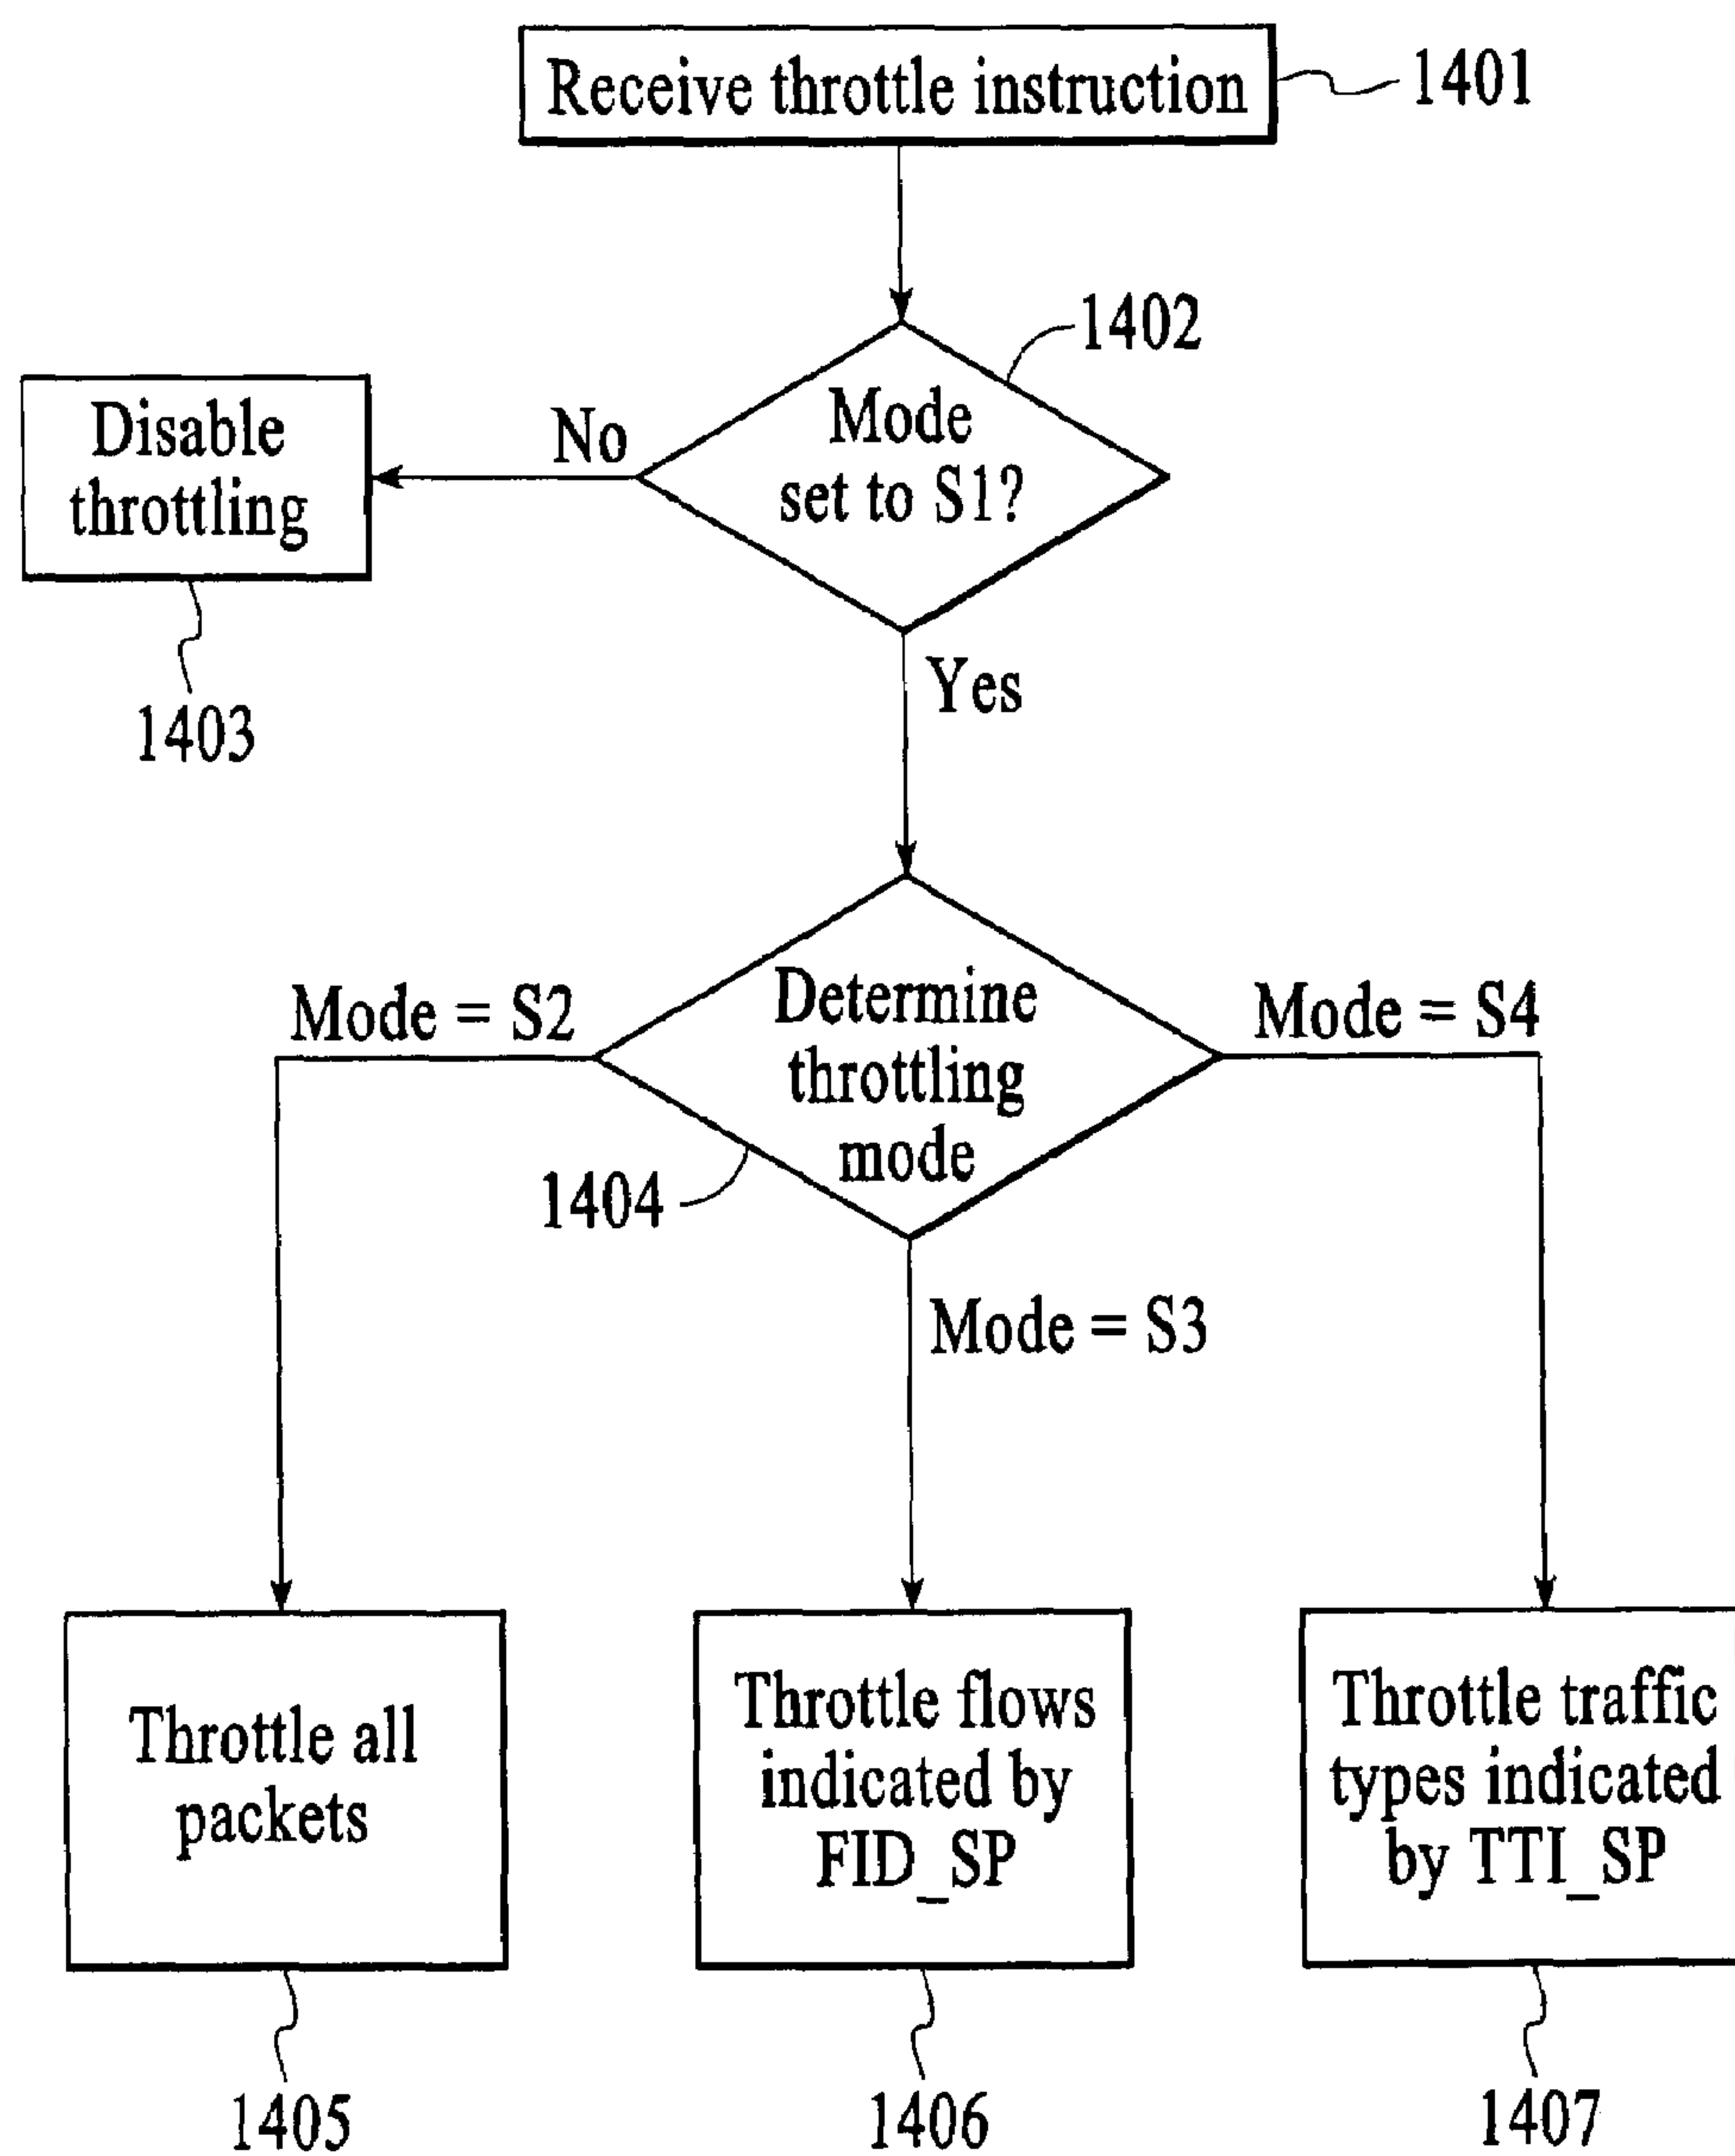 Receive throttle instruction
1401
1402
Mode
set to S1?
No
Disable
throttling
1403
Yes
Mode = S2
Determine
throttling
mode
Mode = S4
1404
Mode = S3
Throttle all
packets
Throttle flows
indicated by
FID_SP
Throttle traffic
types indicated
by TTI_SP
1405
1406
1407